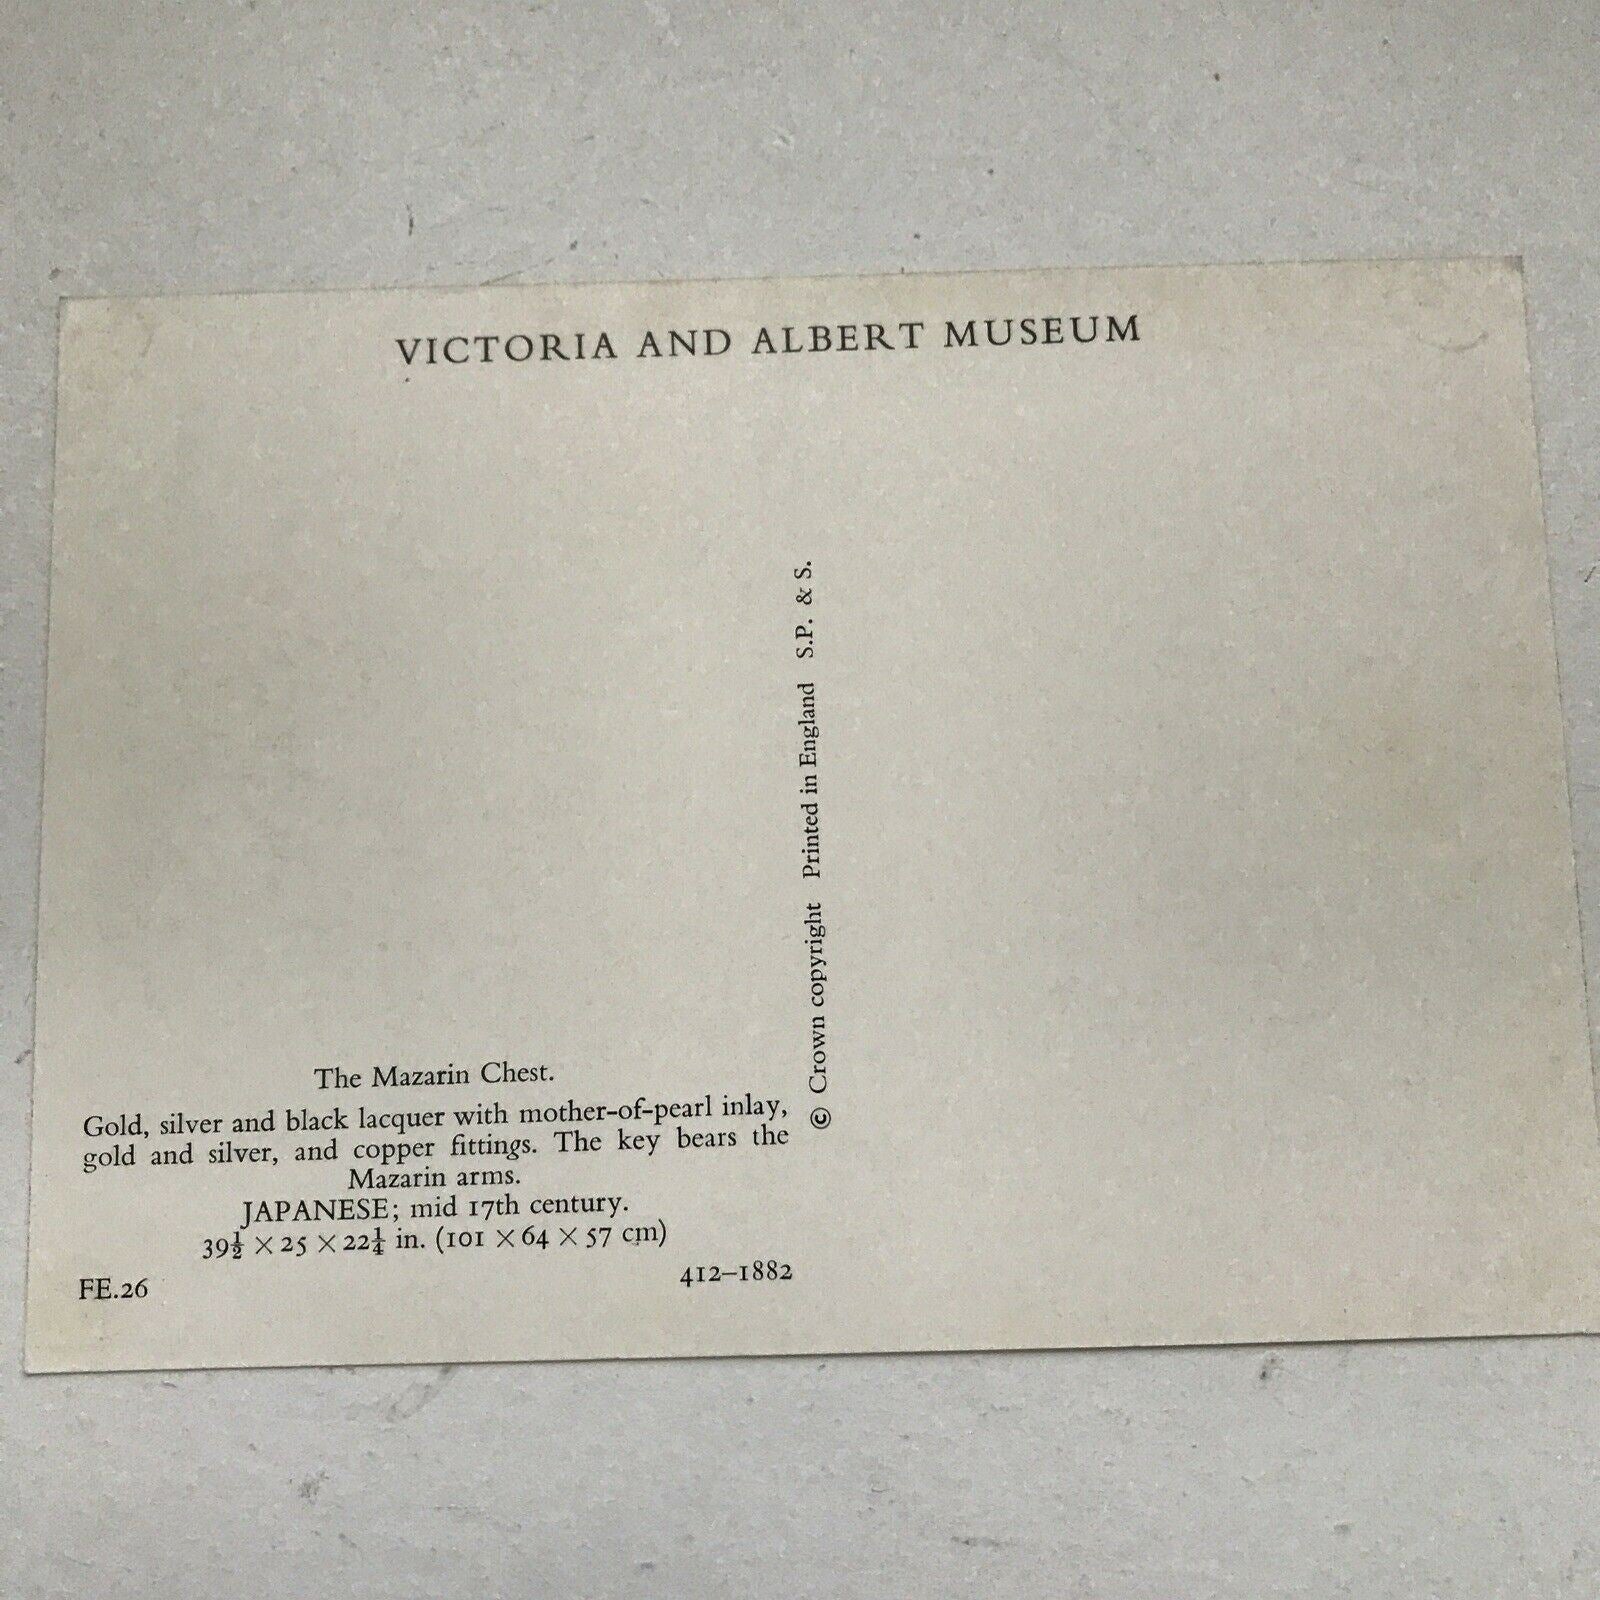 VICTORIA AND ALBERT MUSEUM
The Mazarin Chest.
Gold, silver and black lacquer with mother-of-pearl inlay,
gold and silver, and copper fittings. The key bears the
Mazarin arms.
JAPANESE; mid 17th century.
39½ × 25 × 22¼ in. (101 × 64 × 57 cm)
FE.26 412–1882
© Crown copyright Printed in England S.P. & S.